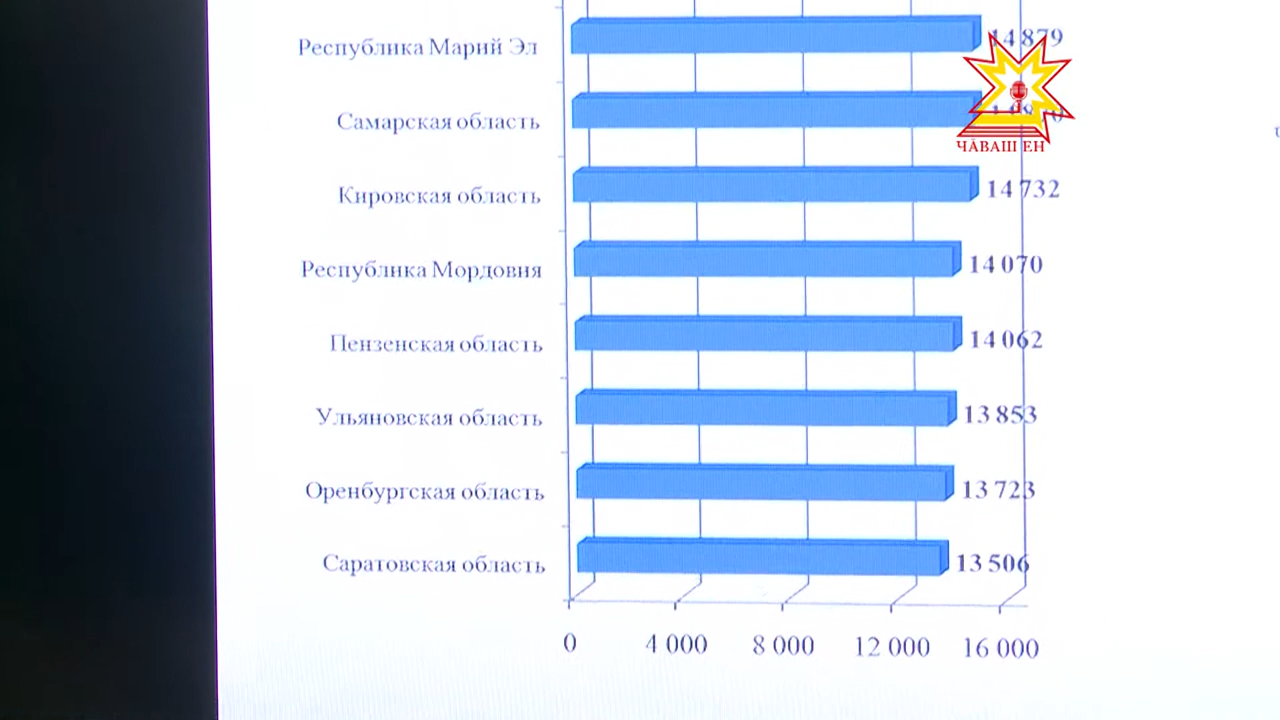 Республика Марий Эл 14 879
Самарская область
ЧӐВАШ ЕН
Кировская область 14 732
Республика Мордовия 14 070
Пензенская область 14 062
Ульяновская область 13 853
Оренбургская область 13 723
Саратовская область 13 506
0 4 000 8 000 12 000 16 000